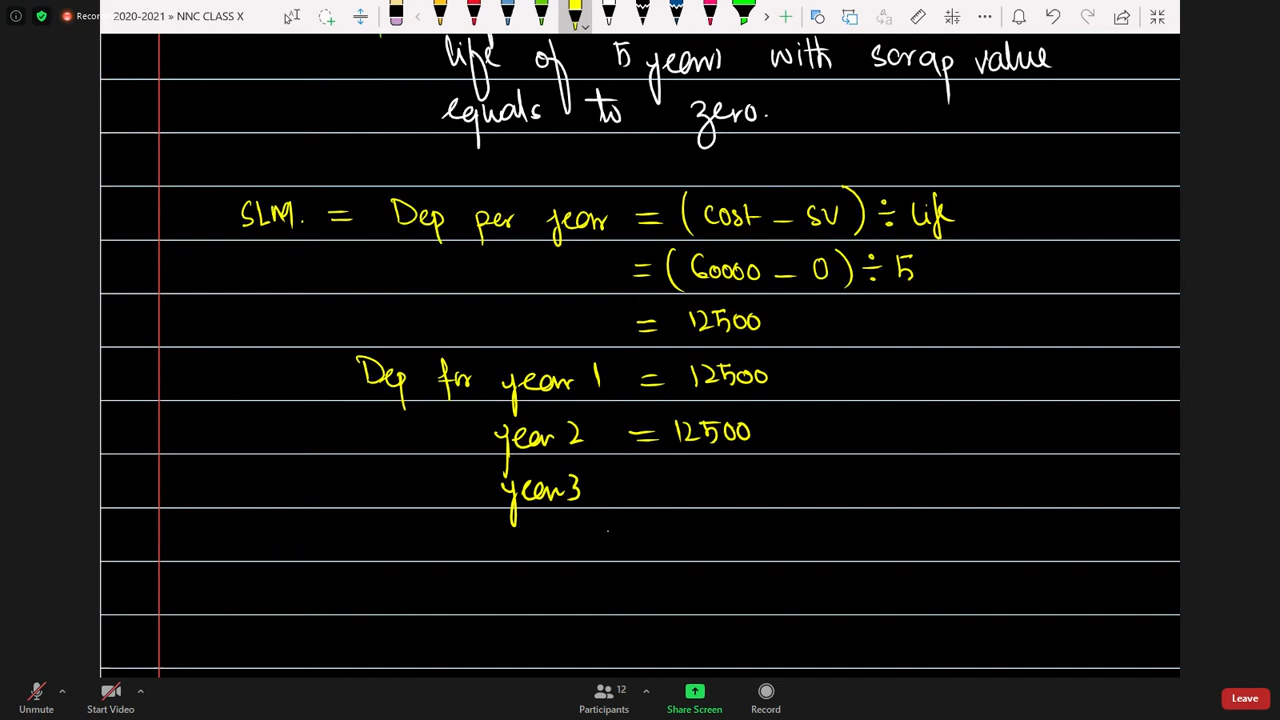 Recor 2020-2021 » NNC CLASS X
life of 5 years with scrap value
equals to zero.
SLM. = Dep per year = (cost - SV) ÷ life
= (60000 - 0) ÷ 5
= 12500
Dep for year 1 = 12500
year 2 = 12500
year 3
12
Unmute Start Video Participants Share Screen Record Leave